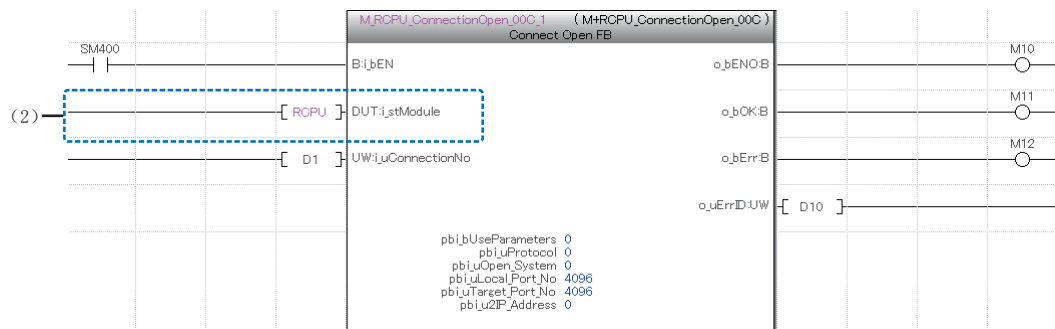 M_RCPU_ConnectionOpen_00C_1 ( M+RCPU_ConnectionOpen_00C )
Connect Open FB
SM400
B:i_bEN
o_bENO:B
M10
(2)
RCPU
DUT:i_stModule
o_bOK:B
M11
D1
UW:i_uConnectionNo
o_bErr:B
M12
o_uErrID:UW
D10
pbi_bUseParameters 0
pbi_uProtocol 0
pbi_uOpen_System 0
pbi_uLocal_Port_No 4096
pbi_uTarget_Port_No 4096
pbi_u2IP_Address 0